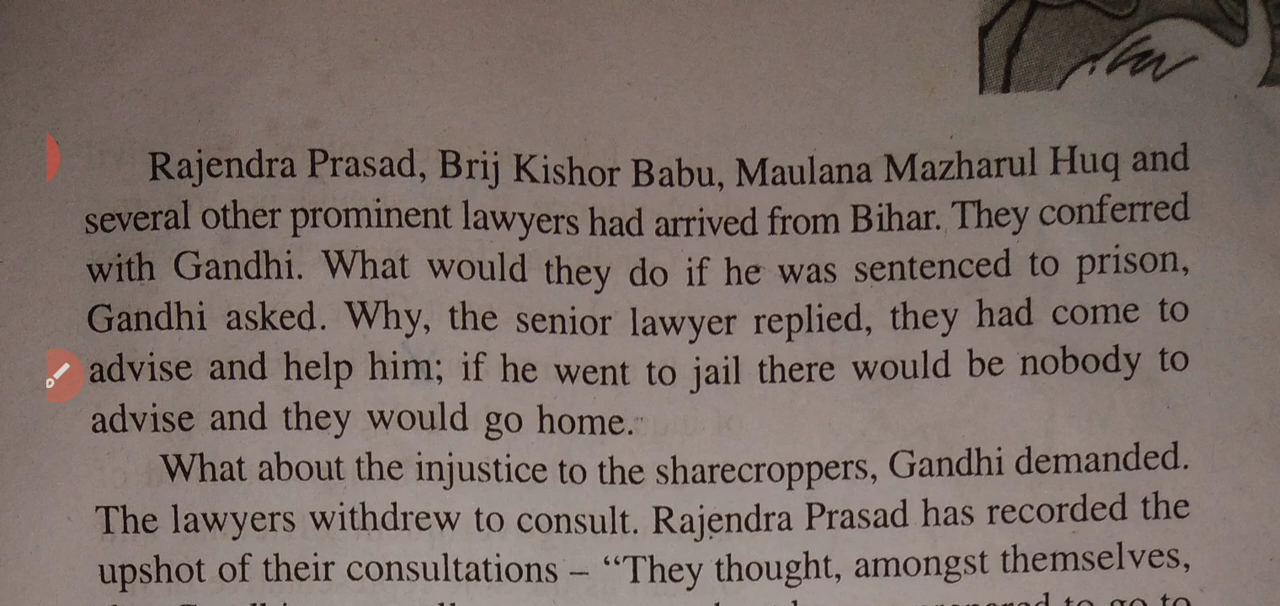 Rajendra Prasad, Brij Kishor Babu, Maulana Mazharul Huq and
several other prominent lawyers had arrived from Bihar. They conferred
with Gandhi. What would they do if he was sentenced to prison,
Gandhi asked. Why, the senior lawyer replied, they had come to
advise and help him; if he went to jail there would be nobody to
advise and they would go home.
What about the injustice to the sharecroppers, Gandhi demanded.
The lawyers withdrew to consult. Rajendra Prasad has recorded the
upshot of their consultations – “They thought, amongst themselves,
to go to